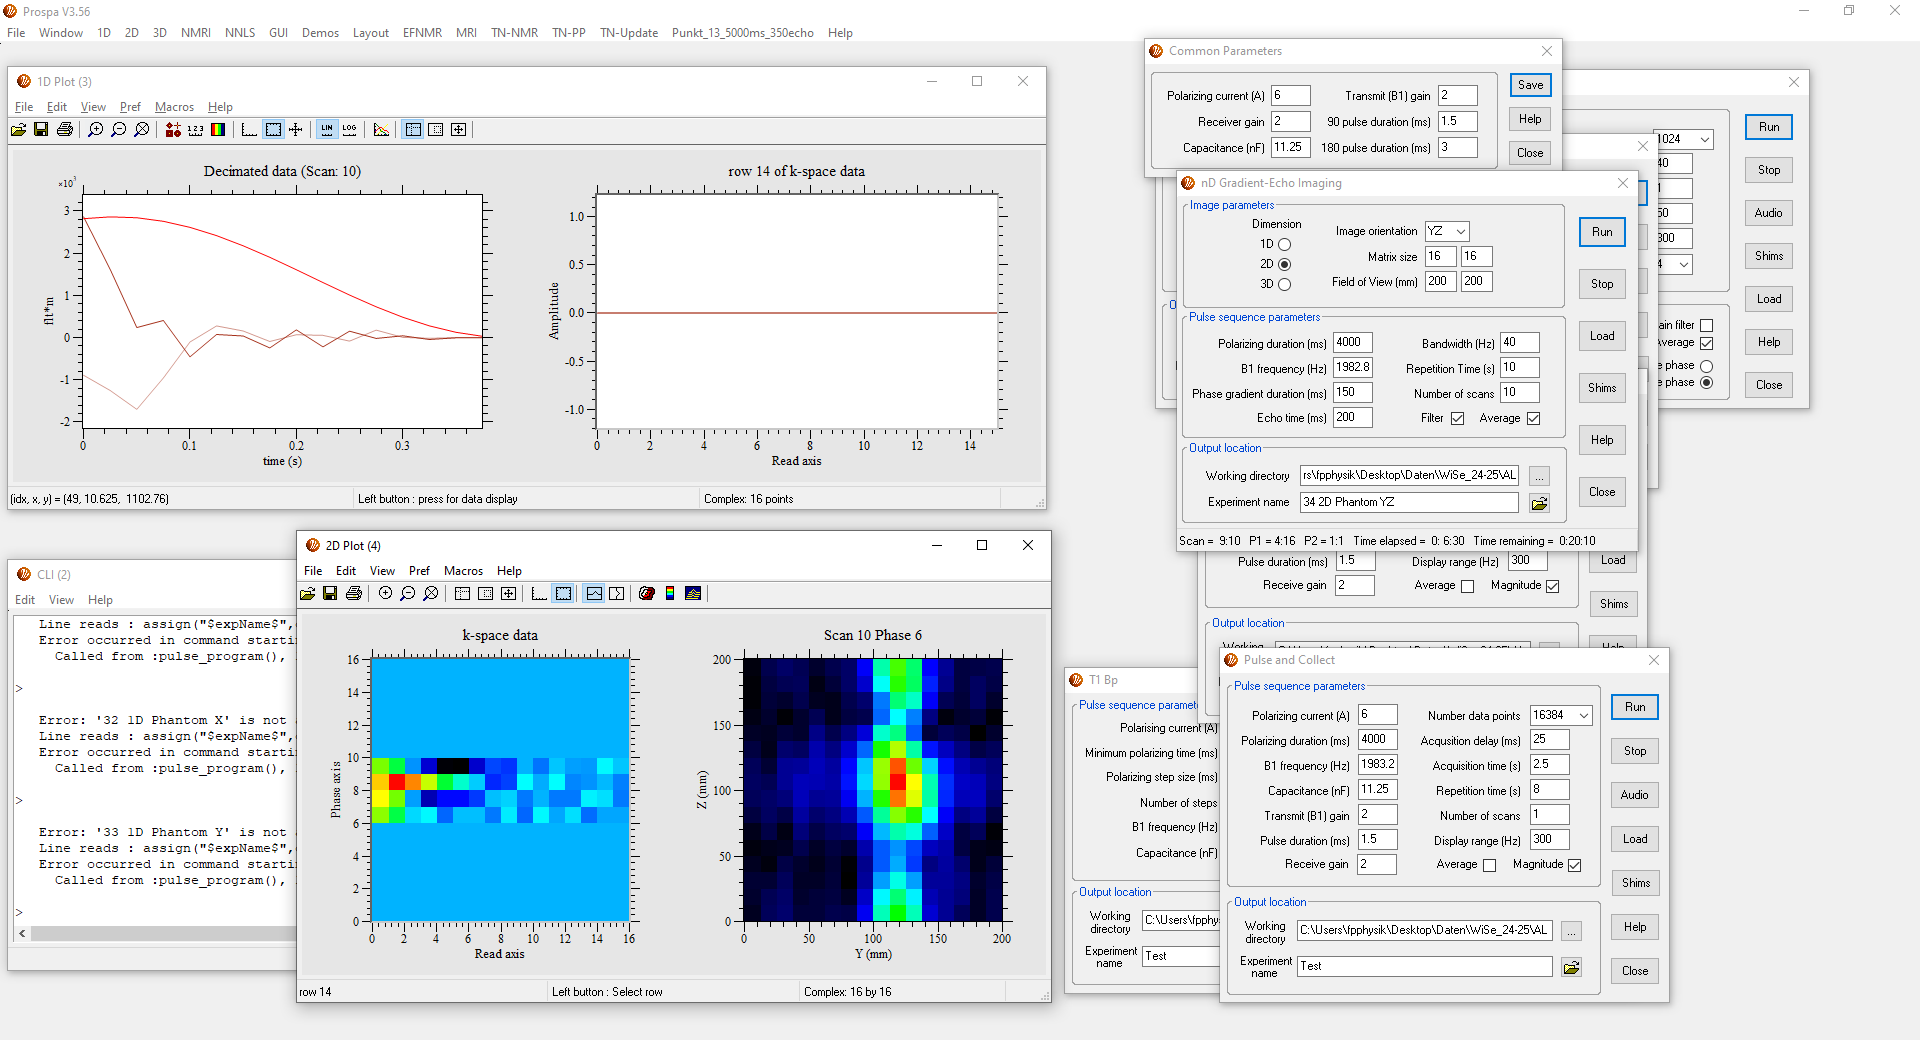 Prospa V3.56
File Window 1D 2D 3D NMRI NNLS GUI Demos Layout EFNMR MRI TN-NMR TN-PP TN-Update Punkt_13_5000ms_350echo Help
1D Plot (3)
File Edit View Pref Macros Help
1 2 3
LIN LOG
Decimated data (Scan: 10)
×10³
3
2
1
0
-1
-2
flt*m
0 0.1 0.2 0.3
time (s)
row 14 of k-space data
1.0
0.5
0.0
-0.5
-1.0
Amplitude
0 2 4 6 8 10 12 14
Read axis
(idx, x, y) = (49, 10.625, 1102.76)
Left button : press for data display
Complex: 16 points
CLI (2)
Edit View Help
Line reads : assign("$expName$",
Error occurred in command startin
Called from :pulse_program(),
>
Error: '32 1D Phantom X' is not
Line reads : assign("$expName$",
Error occurred in command startin
Called from :pulse_program(),
>
Error: '33 1D Phantom Y' is not
Line reads : assign("$expName$",
Error occurred in command startin
Called from :pulse_program(),
>
2D Plot (4)
File Edit View Pref Macros Help
k-space data
16
14
12
10
8
6
4
2
0
Phase axis
0 2 4 6 8 10 12 14 16
Read axis
Scan 10 Phase 6
200
150
100
50
0
Z (mm)
0 50 100 150 200
Y (mm)
row 14
Left button : Select row
Complex: 16 by 16
Common Parameters
Polarizing current (A) 6
Transmit (B1) gain 2
Receiver gain 2
90 pulse duration (ms) 1.5
Capacitance (nF) 11.25
180 pulse duration (ms) 3
Save
Help
Close
nD Gradient-Echo Imaging
Image parameters
Dimension
1D
2D
3D
Image orientation YZ
Matrix size 16 16
Field of View (mm) 200 200
Pulse sequence parameters
Polarizing duration (ms) 4000
Bandwidth (Hz) 40
B1 frequency (Hz) 1982.8
Repetition Time (s) 10
Phase gradient duration (ms) 150
Number of scans 10
Echo time (ms) 200
Filter Average
Output location
Working directory rs\fpphysik\Desktop\Daten\WiSe_24-25\AL
...
Experiment name 34 2D Phantom YZ
Run
Stop
Load
Shims
Help
Close
Scan = 9:10 P1 = 4:16 P2 = 1:1 Time elapsed = 0: 6:30 Time remaining = 0:20:10
1024
40
300
4
ain filter
Average
e phase
e phase
Run
Stop
Audio
Shims
Load
Help
Close
Pulse duration (ms) 1.5
Display range (Hz) 300
Receive gain 2
Average Magnitude
Output location
Load
Shims
T1 Bp
Polarising current (A)
Minimum polarizing time (ms)
Polarizing step size (ms)
Number of steps
B1 frequency (Hz)
Capacitance (nF)
Output location
Working
directory
C:\Users\fpphys
Experiment
name
Test
Pulse and Collect
Pulse sequence parameters
Polarizing current (A) 6
Number data points 16384
Polarizing duration (ms) 4000
Acqusition delay (ms) 25
B1 frequency (Hz) 1983.2
Acquisition time (s) 2.5
Capacitance (nF) 11.25
Repetition time (s) 8
Transmit (B1) gain 2
Number of scans 1
Pulse duration (ms) 1.5
Display range (Hz) 300
Receive gain 2
Average Magnitude
Output location
Working
directory
C:\Users\fpphysik\Desktop\Daten\WiSe_24-25\AL
...
Experiment
name
Test
Run
Stop
Audio
Load
Shims
Help
Close